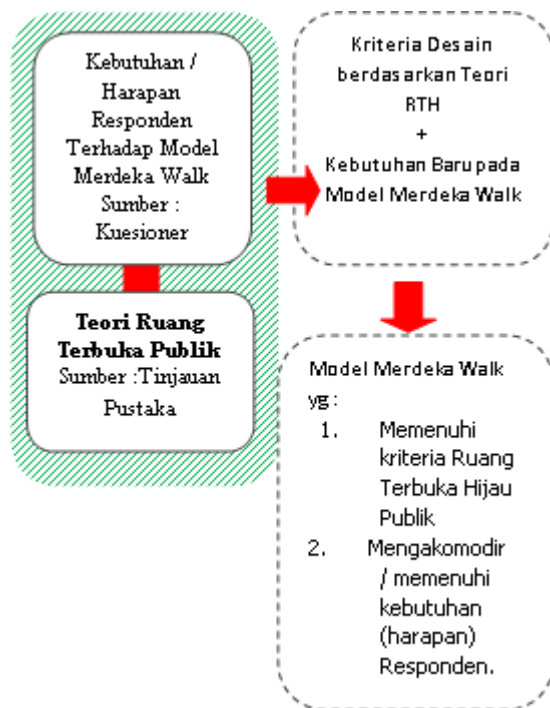 Kebutuhan /
Harapan
Responden
Terhadap Model
Merdeka Walk
Sumber :
Kuesioner
Teori Ruang
Terbuka Publik
Sumber :Tinjauan
Pustaka
Kriteria Desain
berdasarkan Teori
RTH
+
Kebutuhan Baru pada
Model Merdeka Walk
Model Merdeka Walk
yg :
1. Memenuhi
kriteria Ruang
Terbuka Hijau
Publik
2. Mengakomodir
/ memenuhi
kebutuhan
(harapan)
Responden.